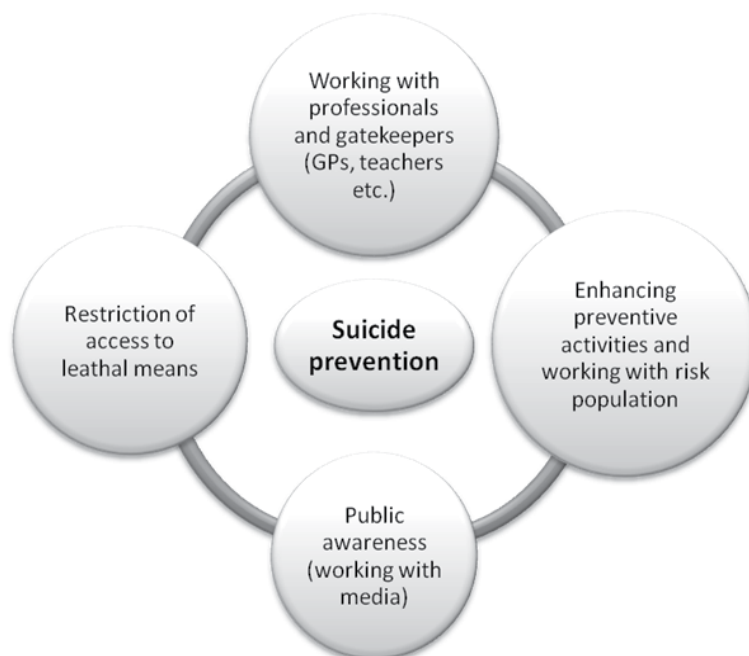 Working with
professionals
and gatekeepers
(GPs, teachers
etc.)
Restriction of
access to
leathal means
Suicide
prevention
Enhancing
preventive
activities and
working with risk
population
Public
awareness
(working with
media)